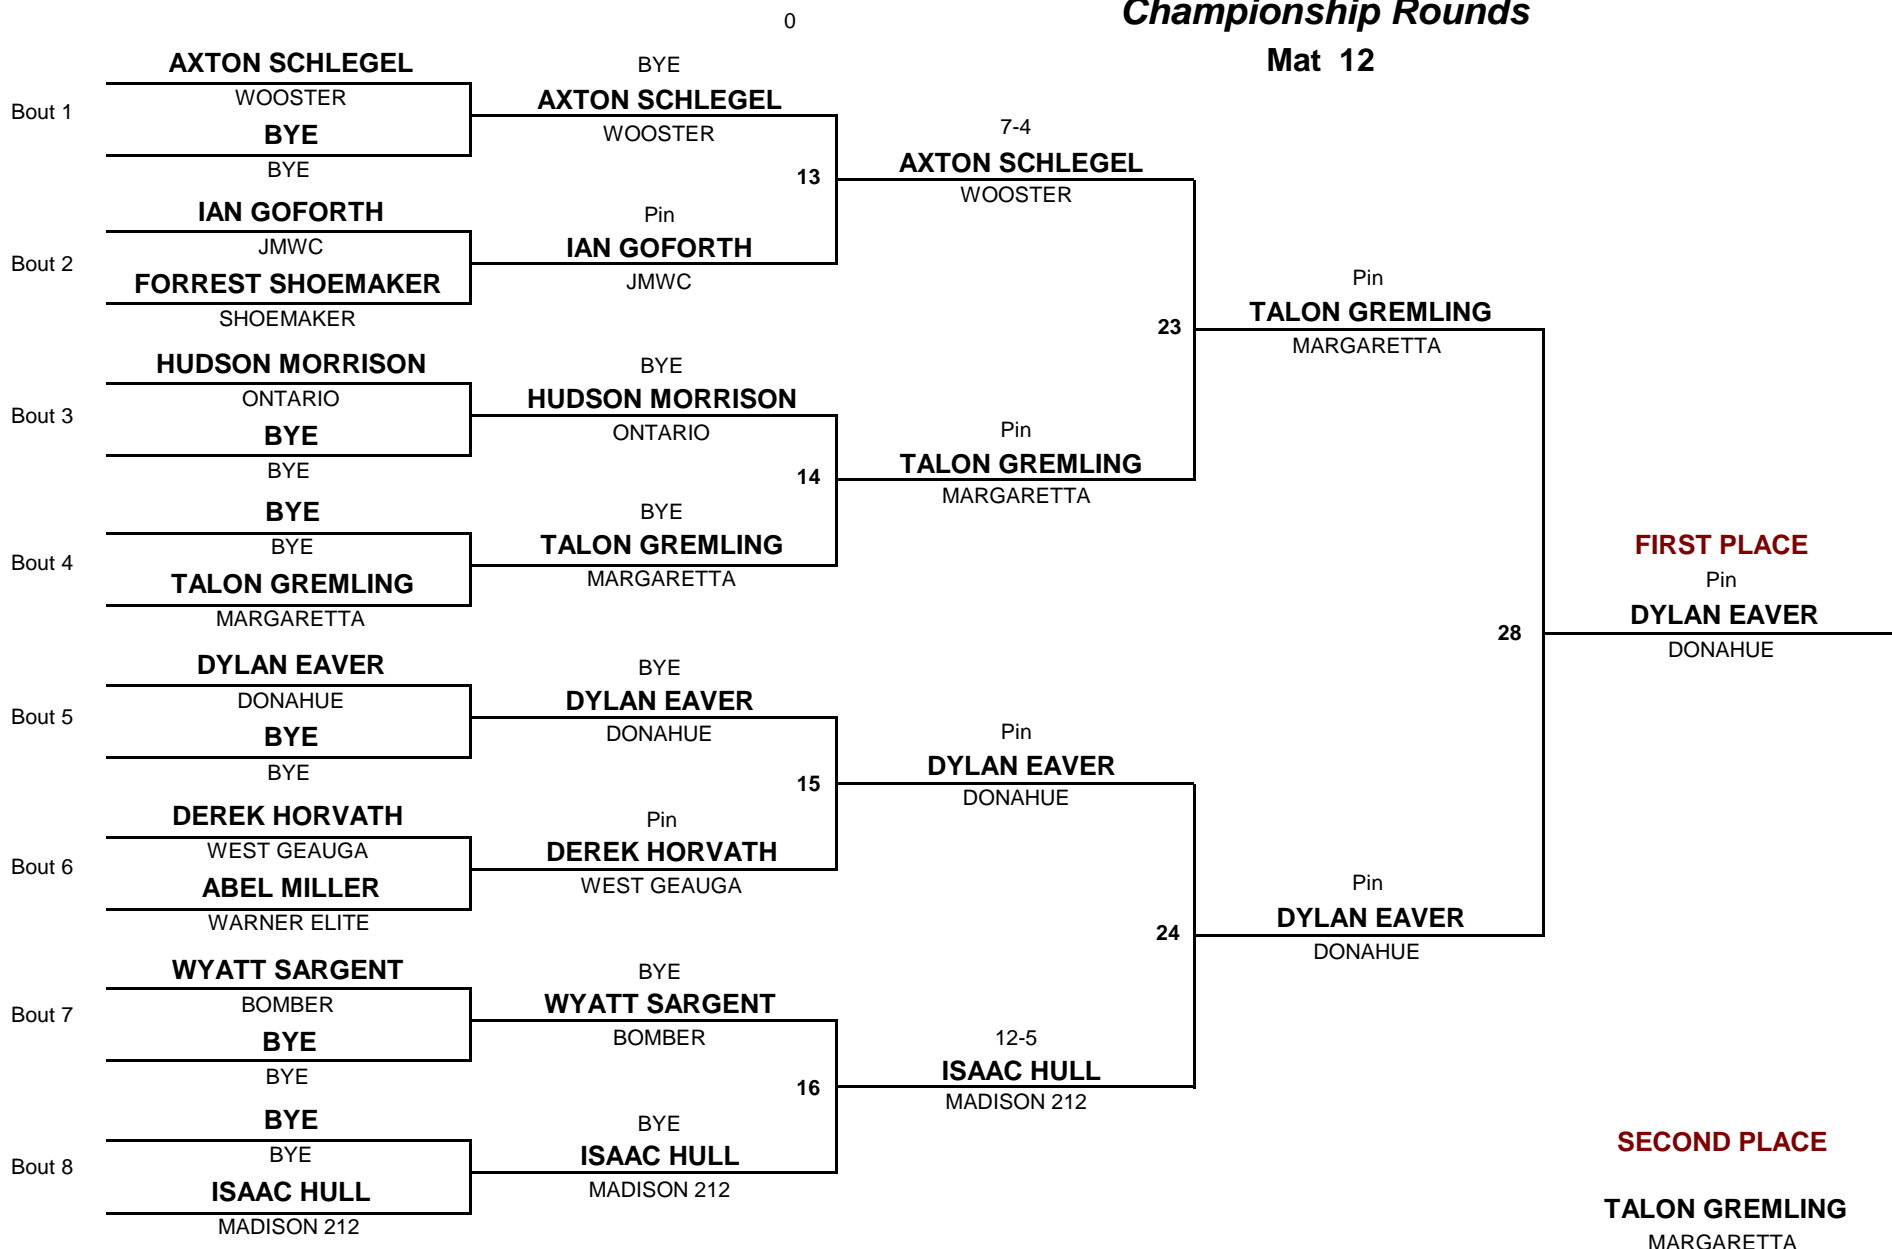 0
Championship Rounds
Mat 12
AXTON SCHLEGEL
WOOSTER
Bout 1
BYE
BYE
IAN GOFORTH
JMWC
Bout 2
FORREST SHOEMAKER
SHOEMAKER
HUDSON MORRISON
ONTARIO
Bout 3
BYE
BYE
BYE
BYE
Bout 4
TALON GREMLING
MARGARETTA
DYLAN EAVER
DONAHUE
Bout 5
BYE
BYE
DEREK HORVATH
WEST GEAUGA
Bout 6
ABEL MILLER
WARNER ELITE
WYATT SARGENT
BOMBER
Bout 7
BYE
BYE
BYE
BYE
Bout 8
ISAAC HULL
MADISON 212
BYE
AXTON SCHLEGEL
WOOSTER
13
Pin
IAN GOFORTH
JMWC
BYE
HUDSON MORRISON
ONTARIO
14
BYE
TALON GREMLING
MARGARETTA
BYE
DYLAN EAVER
DONAHUE
15
Pin
DEREK HORVATH
WEST GEAUGA
BYE
WYATT SARGENT
BOMBER
16
BYE
ISAAC HULL
MADISON 212
7-4
AXTON SCHLEGEL
WOOSTER
23
Pin
TALON GREMLING
MARGARETTA
Pin
DYLAN EAVER
DONAHUE
24
12-5
ISAAC HULL
MADISON 212
Pin
TALON GREMLING
MARGARETTA
28
Pin
DYLAN EAVER
DONAHUE
FIRST PLACE
Pin
DYLAN EAVER
DONAHUE
SECOND PLACE
TALON GREMLING
MARGARETTA